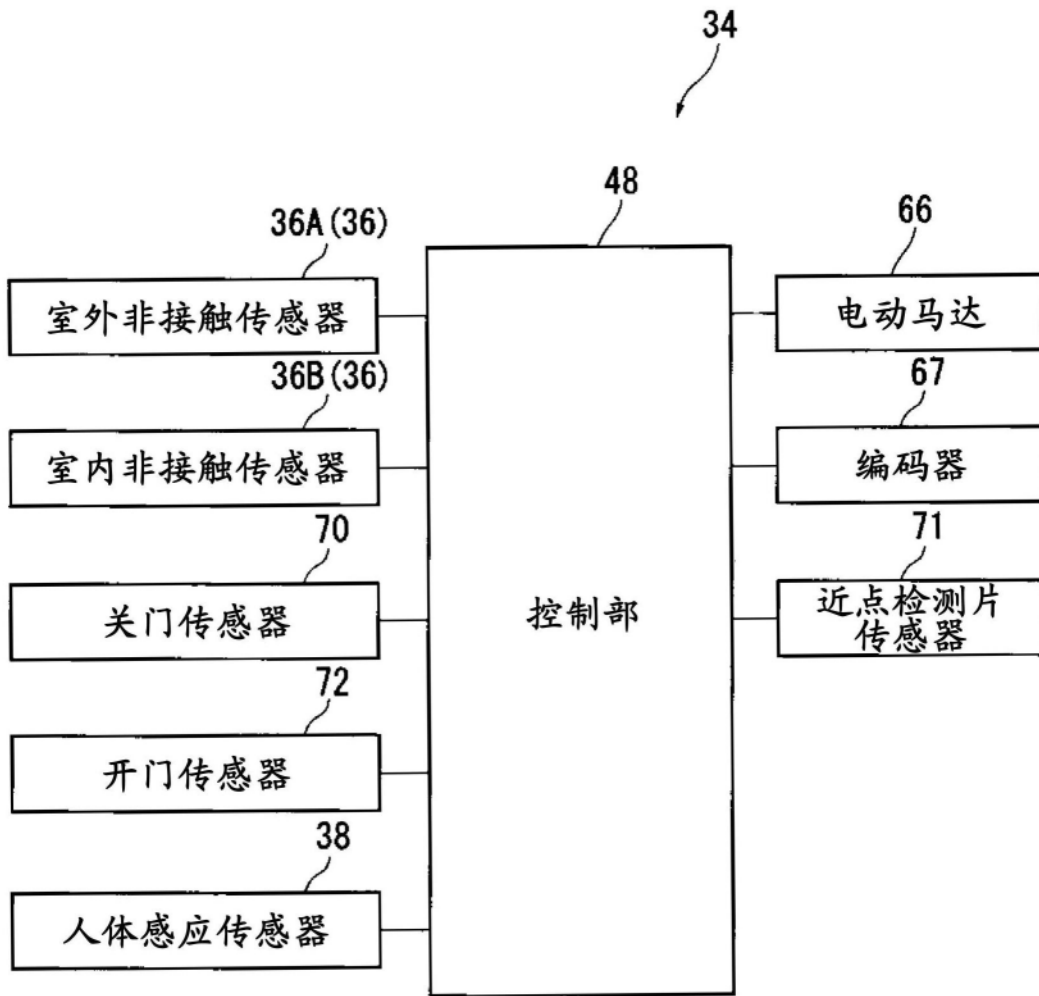 34
48
36A(36)
室外非接触传感器
36B(36)
室内非接触传感器
70
关门传感器
72
开门传感器
38
人体感应传感器
控制部
66
电动马达
67
编码器
71
近点检测片
传感器